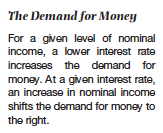 The Demand for Money
For a given level of nominal
income, a lower interest rate
increases the demand for
money. At a given interest rate,
an increase in nominal income
shifts the demand for money to
the right.